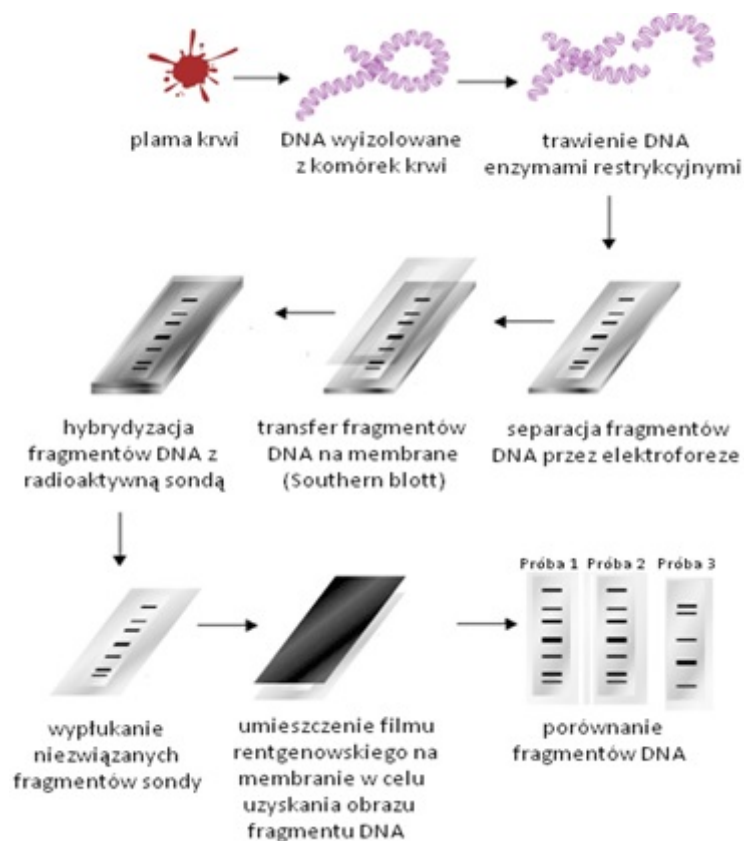 plama krwi
DNA wyizolowane
z komórek krwi
trawienie DNA
enzymami restrykcyjnymi
hybrydyzacja
fragmentów DNA z
radioaktywną sondą
transfer fragmentów
DNA na membrane
(Southern blott)
separacja fragmentów
DNA przez elektroforeze
wypłukanie
niezwiązanych
fragmentów sondy
umieszczenie filmu
rentgenowskiego na
membranie w celu
uzyskania obrazu
fragmentu DNA
Próba 1 Próba 2 Próba 3
porównanie
fragmentów DNA